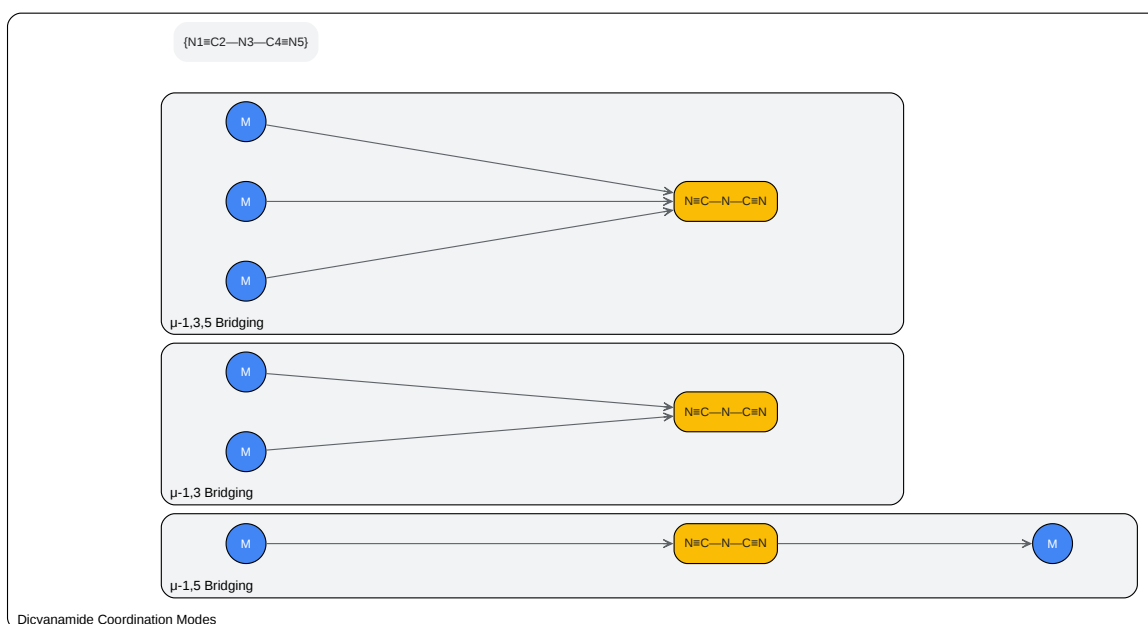 {N1≡C2—N3—C4≡N5}
M
M
N≡C—N—C≡N
M
μ-1,3,5 Bridging
M
N≡C—N—C≡N
M
μ-1,3 Bridging
M N≡C—N—C≡N M
μ-1,5 Bridging
Dicyanamide Coordination Modes